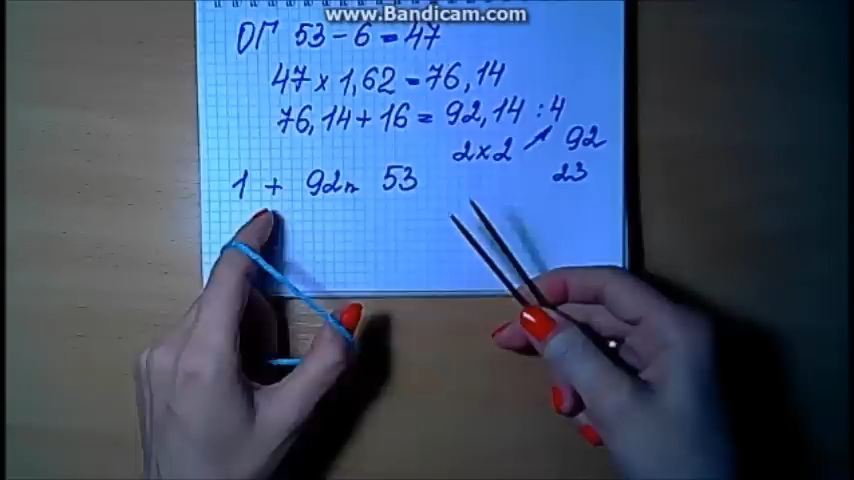 www.Bandicam.com
ОГ 53 - 6 = 47
47 x 1,62 = 76,14
76,14 + 16 = 92,14 : 4
2x2 92
23
1 + 92п 53